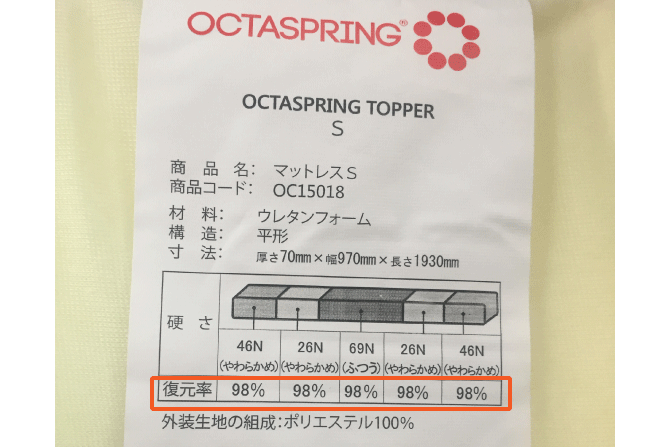 OCTASPRING®
OCTASPRING TOPPER
S
商品名: マットレスS
商品コード: OC15018
材料: ウレタンフォーム
構造: 平形
寸法: 厚さ70mm×幅970mm×長さ1930mm
硬さ
46N 26N 69N 26N 46N
(やわらかめ) (やわらかめ) (ふつう) (やわらかめ) (やわらかめ)
復元率 98% 98% 98% 98% 98%
外装生地の組成:ポリエステル100%